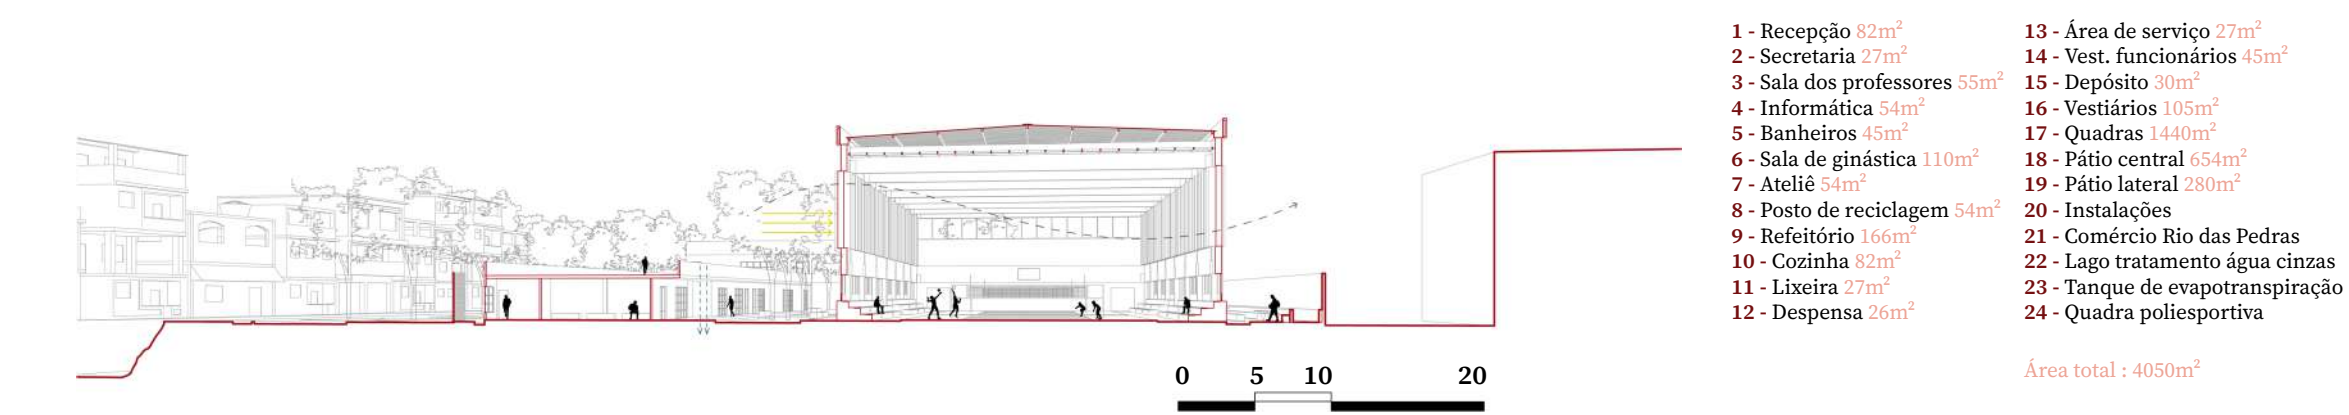 1 - Recepção 82m²
2 - Secretaria 27m²
3 - Sala dos professores 55m²
4 - Informática 54m²
5 - Banheiros 45m²
6 - Sala de ginástica 110m²
7 - Ateliê 54m²
8 - Posto de reciclagem 54m²
9 - Refeitório 166m²
10 - Cozinha 82m²
11 - Lixeira 27m²
12 - Despensa 26m²
13 - Área de serviço 27m²
14 - Vest. funcionários 45m²
15 - Depósito 30m²
16 - Vestiários 105m²
17 - Quadras 1440m²
18 - Pátio central 654m²
19 - Pátio lateral 280m²
20 - Instalações
21 - Comércio Rio das Pedras
22 - Lago tratamento água cinzas
23 - Tanque de evapotranspiração
24 - Quadra poliesportiva
Área total : 4050m²
0 5 10 20